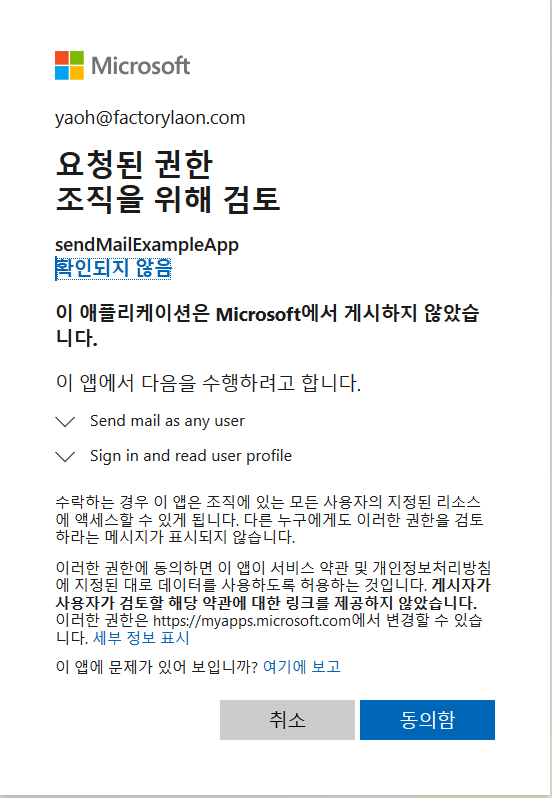 Microsoft
yaoh@factorylaon.com
요청된 권한
조직을 위해 검토
sendMailExampleApp
확인되지 않음
이 애플리케이션은 Microsoft에서 게시하지 않았습
니다.
이 앱에서 다음을 수행하려고 합니다.
Send mail as any user
Sign in and read user profile
수락하는 경우 이 앱은 조직에 있는 모든 사용자의 지정된 리소스
에 액세스할 수 있게 됩니다. 다른 누구에게도 이러한 권한을 검토
하라는 메시지가 표시되지 않습니다.
이러한 권한에 동의하면 이 앱이 서비스 약관 및 개인정보처리방침
에 지정된 대로 데이터를 사용하도록 허용하는 것입니다. 게시자가
사용자가 검토할 해당 약관에 대한 링크를 제공하지 않았습니다.
이러한 권한은 https://myapps.microsoft.com에서 변경할 수 있습
니다. 세부 정보 표시
이 앱에 문제가 있어 보입니까? 여기에 보고
취소
동의함